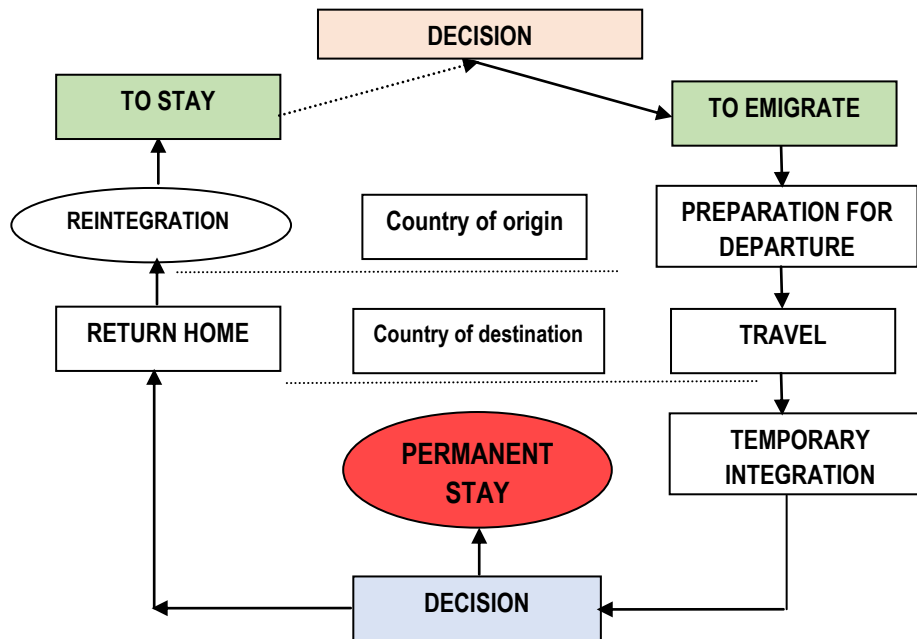 DECISION
TO STAY
TO EMIGRATE
REINTEGRATION
Country of origin
PREPARATION FOR
DEPARTURE
RETURN HOME
Country of destination
TRAVEL
PERMANENT
STAY
TEMPORARY
INTEGRATION
DECISION